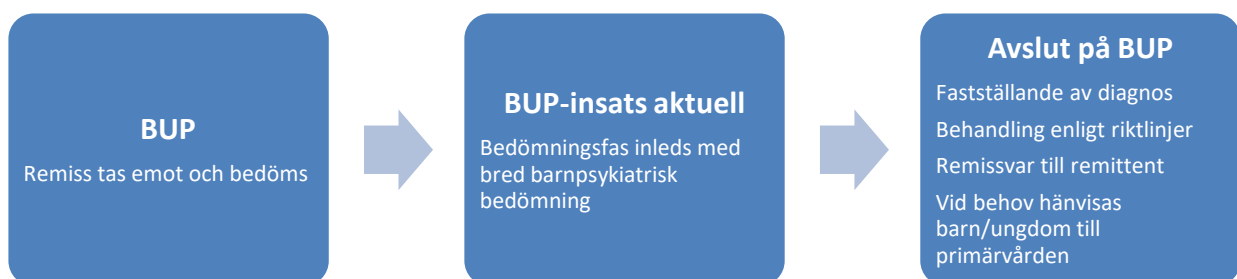 BUP
Remiss tas emot och bedöms
BUP-insats aktuell
Bedömningsfas inleds med
bred barnpsykiatrisk
bedömning
Avslut på BUP
Fastställande av diagnos
Behandling enligt riktlinjer
Remissvar till remittent
Vid behov hänvisas
barn/ungdom till
primärvården